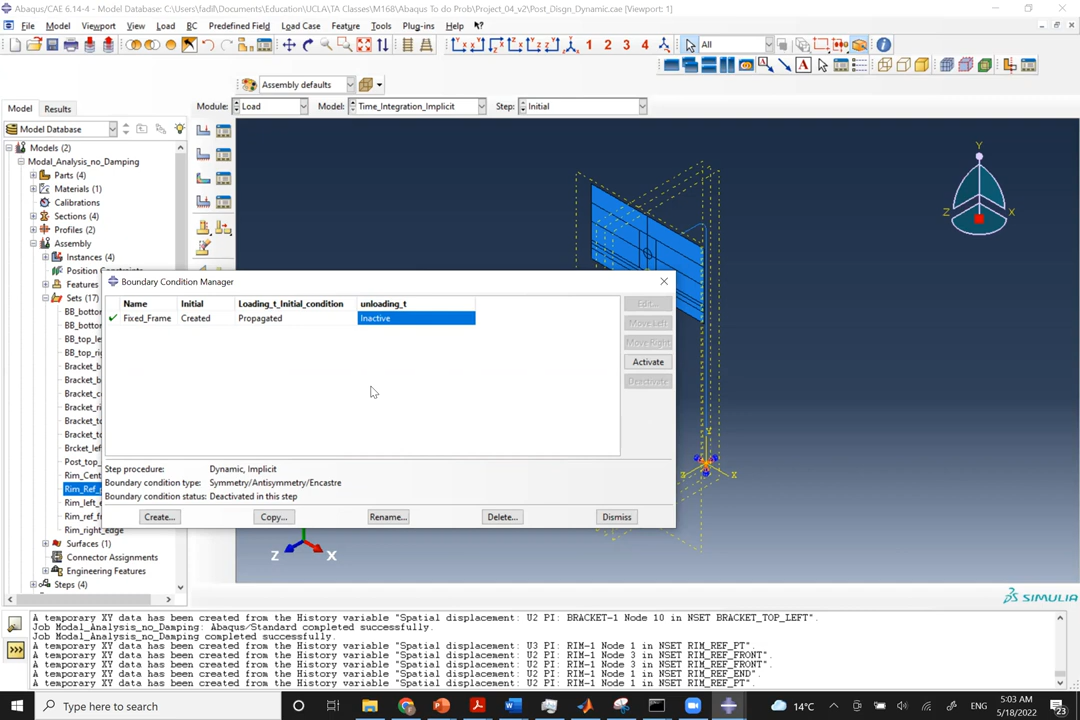 Abaqus/CAE 6.14-4 - Model Database: C:\Users\fadil\Documents\Education\UCLA\TA Classes\M168\Abaqus To do Prob\Project_04_v2\Post_Disgn_Dynamic.cae [Viewport: 1]
File Model Viewport View Load BC Predefined Field Load Case Feature Tools Plug-ins Help
1 2 3 4 All
A
Assembly defaults
Model Results Module: Load Model: Time_Integration_Implicit Step: Initial
Model Database
Models (2)
Modal_Analysis_no_Damping
Parts (4)
Materials (1)
Calibrations
Sections (4)
Profiles (2)
Assembly
Instances (4)
Position Constraints
Features
Sets (17)
BB_botto
BB_botto
BB_top_le
BB_top_ri
Bracket_b
Bracket_c
Bracket_ri
Bracket_to
Bracket_to
Brcket_left
Post_top_
Rim_Cent
Rim_Ref_
Rim_left_e
Rim_ref_fr
Rim_right_edge
Surfaces (1)
Connector Assignments
Engineering Features
Steps (4)
Boundary Condition Manager
Name Initial Loading_t_Initial_condition unloading_t
Fixed_Frame Created Propagated Inactive
Edit...
Move Left
Move Right
Activate
Deactivate
Step procedure: Dynamic, Implicit
Boundary condition type: Symmetry/Antisymmetry/Encastre
Boundary condition status: Deactivated in this step
Create... Copy... Rename... Delete... Dismiss
Y
Z X
Y
Z X
Z X
SIMULIA
A temporary XY data has been created from the History variable "Spatial displacement: U2 PI: BRACKET-1 Node 10 in NSET BRACKET_TOP_LEFT".
Job Modal_Analysis_no_Damping: Abaqus/Standard completed successfully.
Job Modal_Analysis_no_Damping completed successfully.
A temporary XY data has been created from the History variable "Spatial displacement: U3 PI: RIM-1 Node 1 in NSET RIM_REF_PT".
A temporary XY data has been created from the History variable "Spatial displacement: U2 PI: RIM-1 Node 3 in NSET RIM_REF_FRONT".
A temporary XY data has been created from the History variable "Spatial displacement: U2 PI: RIM-1 Node 3 in NSET RIM_REF_FRONT".
A temporary XY data has been created from the History variable "Spatial displacement: U2 PI: RIM-1 Node 3 in NSET RIM_REF_END".
A temporary XY data has been created from the History variable "Spatial displacement: U2 PI: RIM-1 Node 1 in NSET RIM_REF_PT".
Type here to search
14°C ENG 5:03 AM
5/18/2022
23